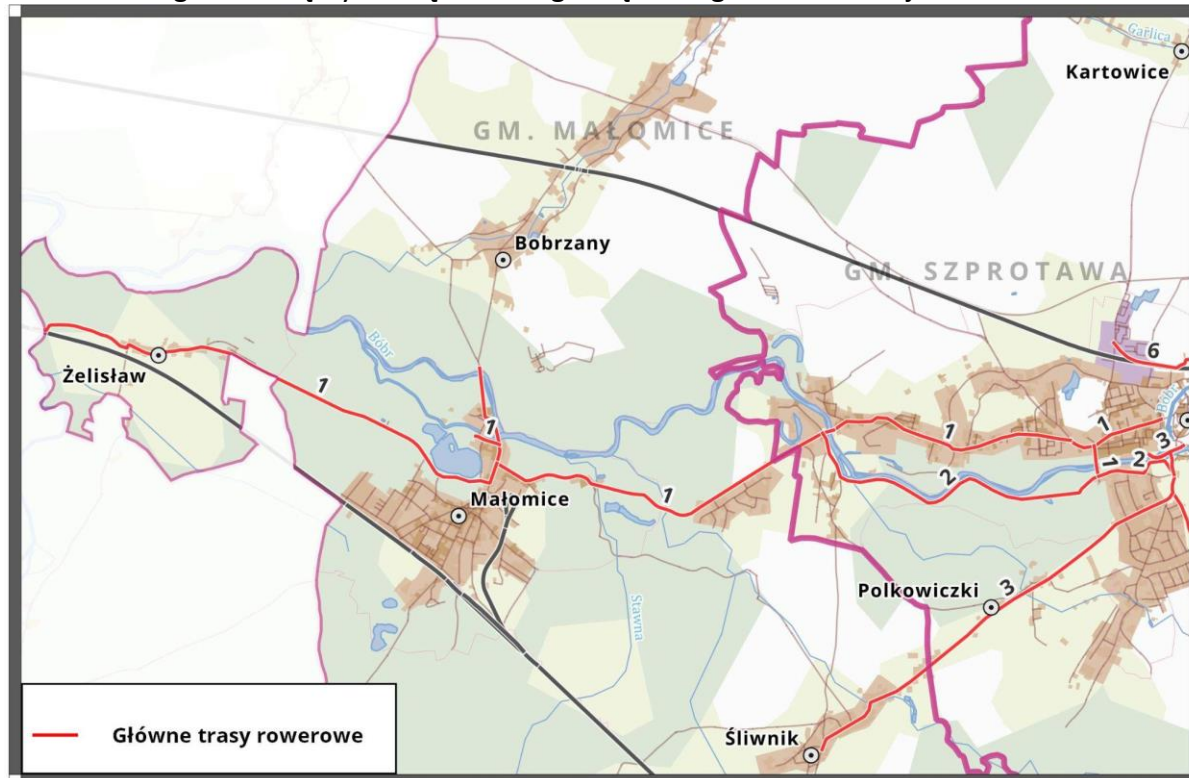 Garlica
Kartowice
GM. MAŁOMICE
Bobrzany
GM. SZPROTAWA
Bóbr
6
Żelisław
1
1
1
1
Bóbr
3
1
2
2
Małomice
1
Stawna
Polkowiczki
3
Śliwnik
Główne trasy rowerowe